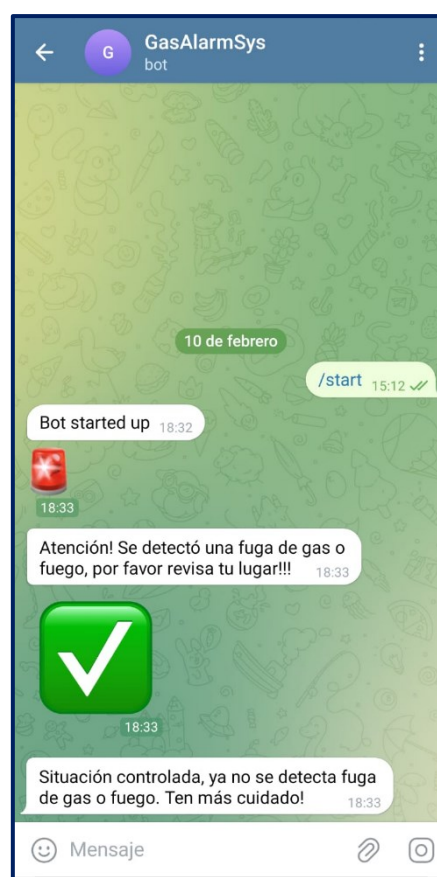 G
GasAlarmSys
bot
10 de febrero
/start 15:12
Bot started up 18:32
18:33
Atención! Se detectó una fuga de gas o
fuego, por favor revisa tu lugar!!! 18:33
18:33
Situación controlada, ya no se detecta fuga
de gas o fuego. Ten más cuidado! 18:33
Mensaje